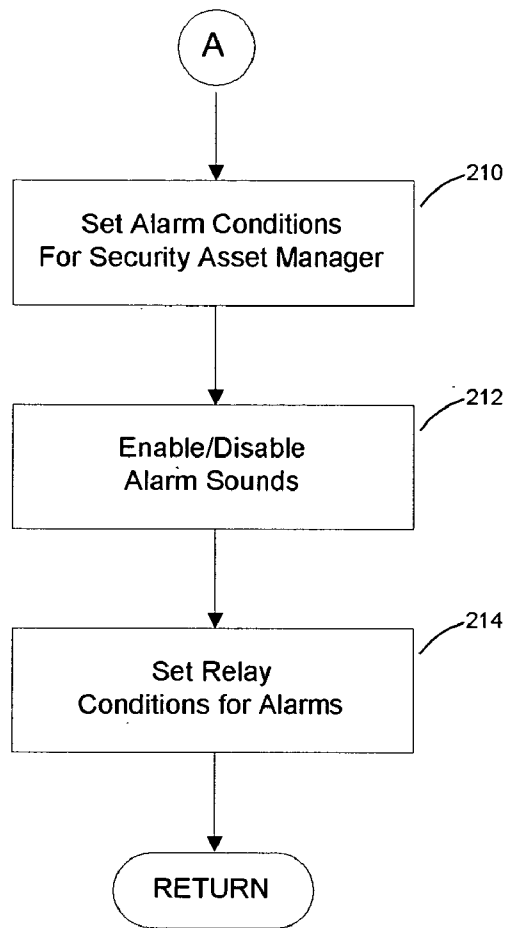 A
210
Set Alarm Conditions
For Security Asset Manager
212
Enable/Disable
Alarm Sounds
214
Set Relay
Conditions for Alarms
RETURN